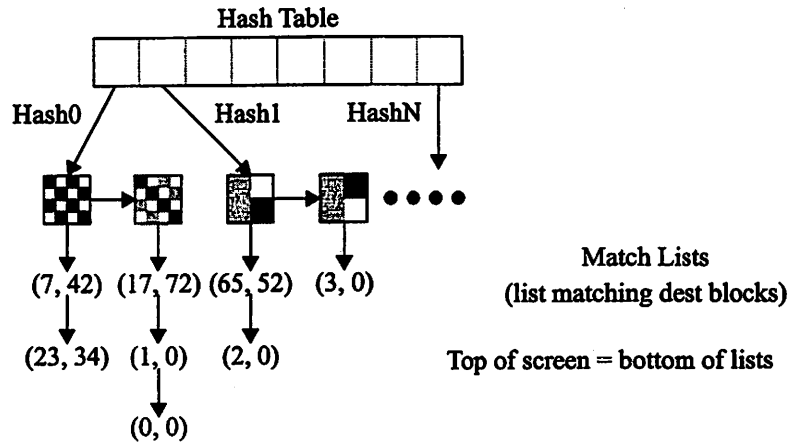 Hash Table
Hash0
Hash1
HashN
(7, 42) (17, 72) (65, 52) (3, 0)
Match Lists
(list matching dest blocks)
(23, 34) (1, 0) (2, 0)
Top of screen = bottom of lists
(0, 0)